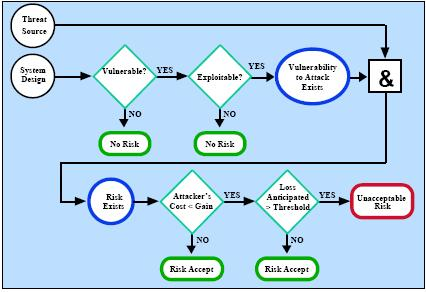 Threat
Source
System
Design
Vulnerable?
YES
Exploitable?
YES
Vulnerability
to Attack
Exists
&
NO
NO
No Risk
No Risk
Risk
Exists
Attacker's
Cost < Gain
YES
Loss
Anticipated
> Threshold
YES
Unacceptable
Risk
NO
NO
Risk Accept
Risk Accept